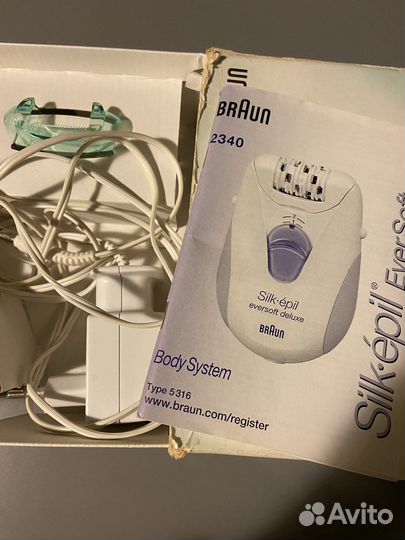 BRAUN
BRAUN
2340
Silk·épil
eversoft deluxe
BRAUN
Body System
Type 5316
www.braun.com/register
Silk·épil® EverSoft
Avito